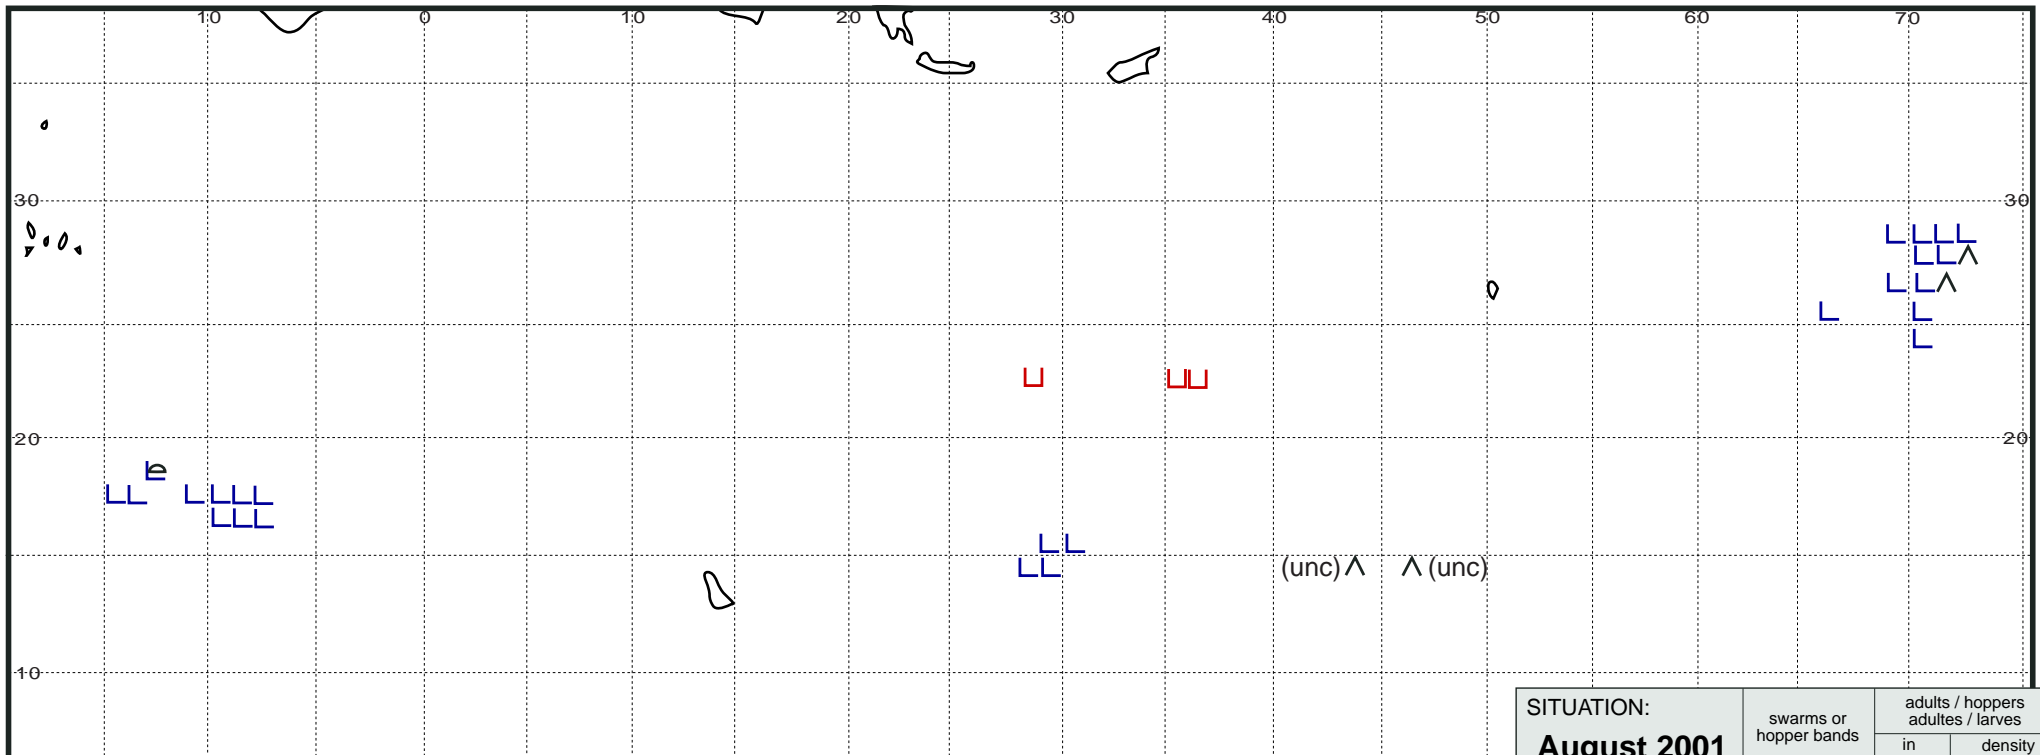 10 0 10 20 30 40 50 60 70
30 30
20 20
(unc) (unc)
10
SITUATION:
August 2001
swarms or
hopper bands
adults / hoppers
adultes / larves
in
density